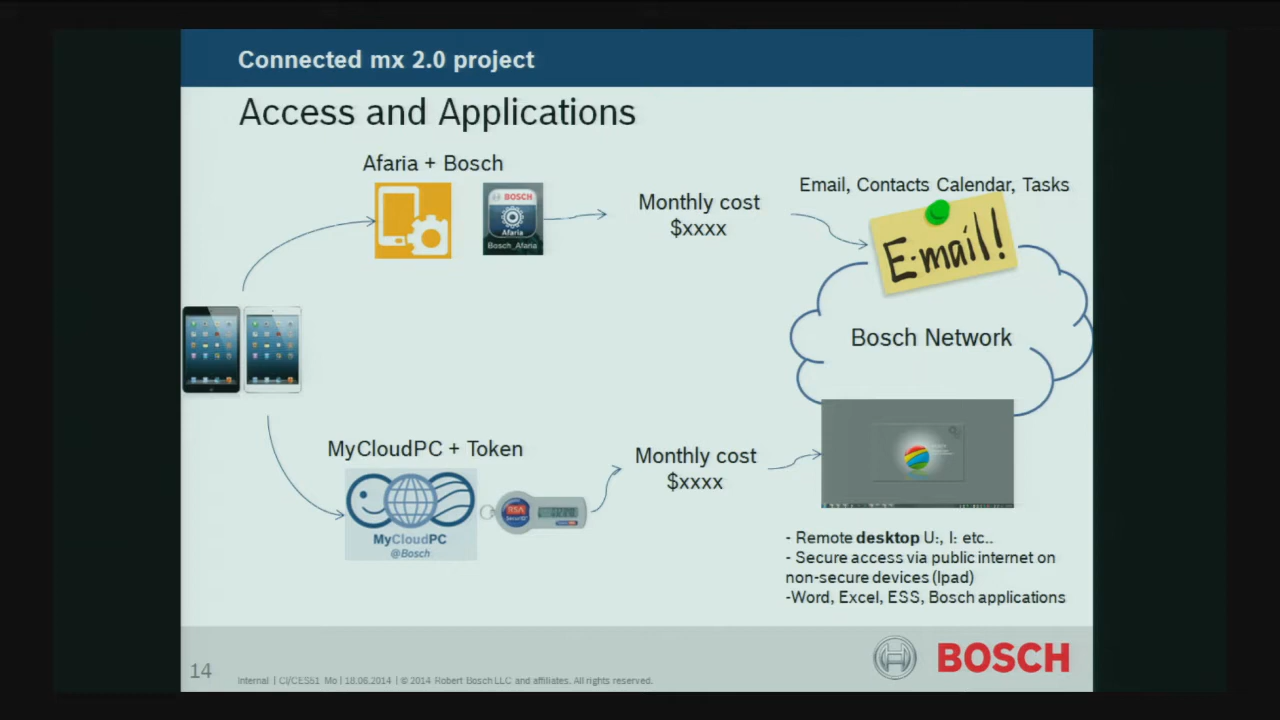 Connected mx 2.0 project
Access and Applications
Afaria + Bosch
BOSCH
Afaria
Bosch_Afaria
Monthly cost
$xxxx
Email, Contacts Calendar, Tasks
E-mail!
Bosch Network
MyCloudPC + Token
MyCloudPC
@Bosch
RSA
SecurID
Monthly cost
$xxxx
- Remote desktop U:, I: etc..
- Secure access via public internet on
non-secure devices (Ipad)
-Word, Excel, ESS, Bosch applications
14
Internal | CI/CES51 Mo | 18.06.2014 | © 2014 Robert Bosch LLC and affiliates. All rights reserved.
BOSCH